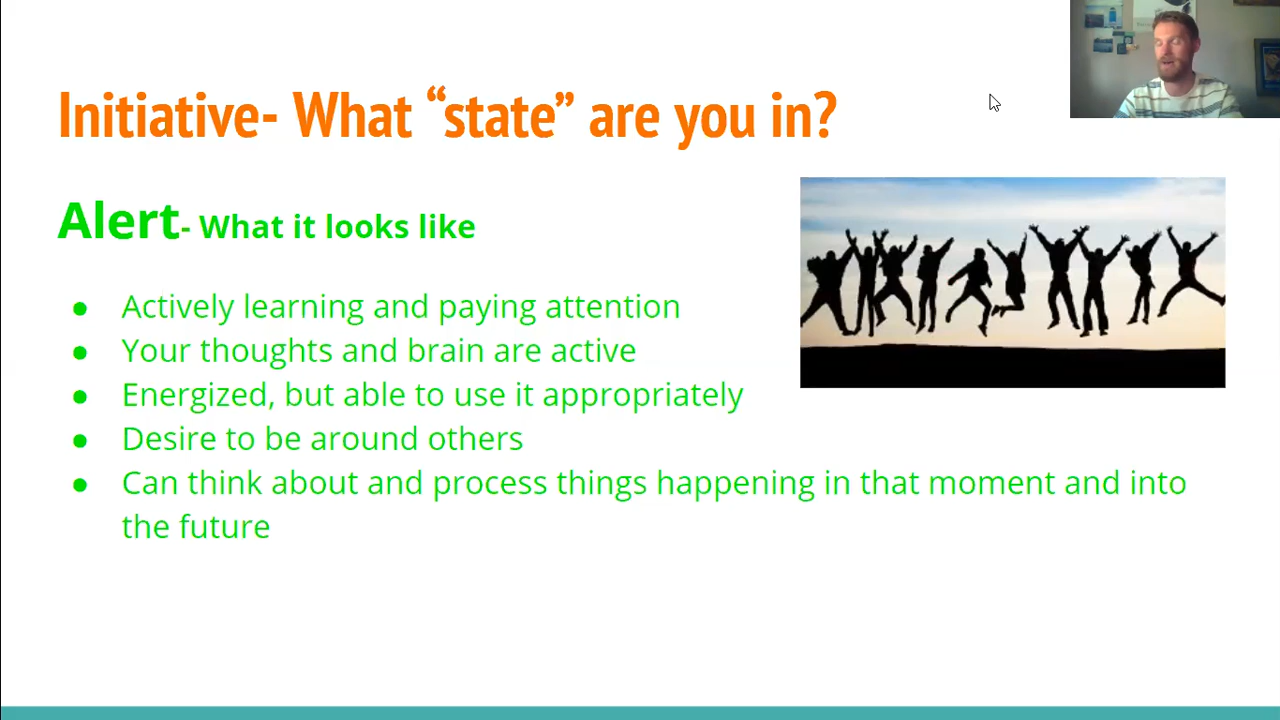 Initiative- What “state” are you in?
Alert- What it looks like
● Actively learning and paying attention
● Your thoughts and brain are active
● Energized, but able to use it appropriately
● Desire to be around others
● Can think about and process things happening in that moment and into
the future